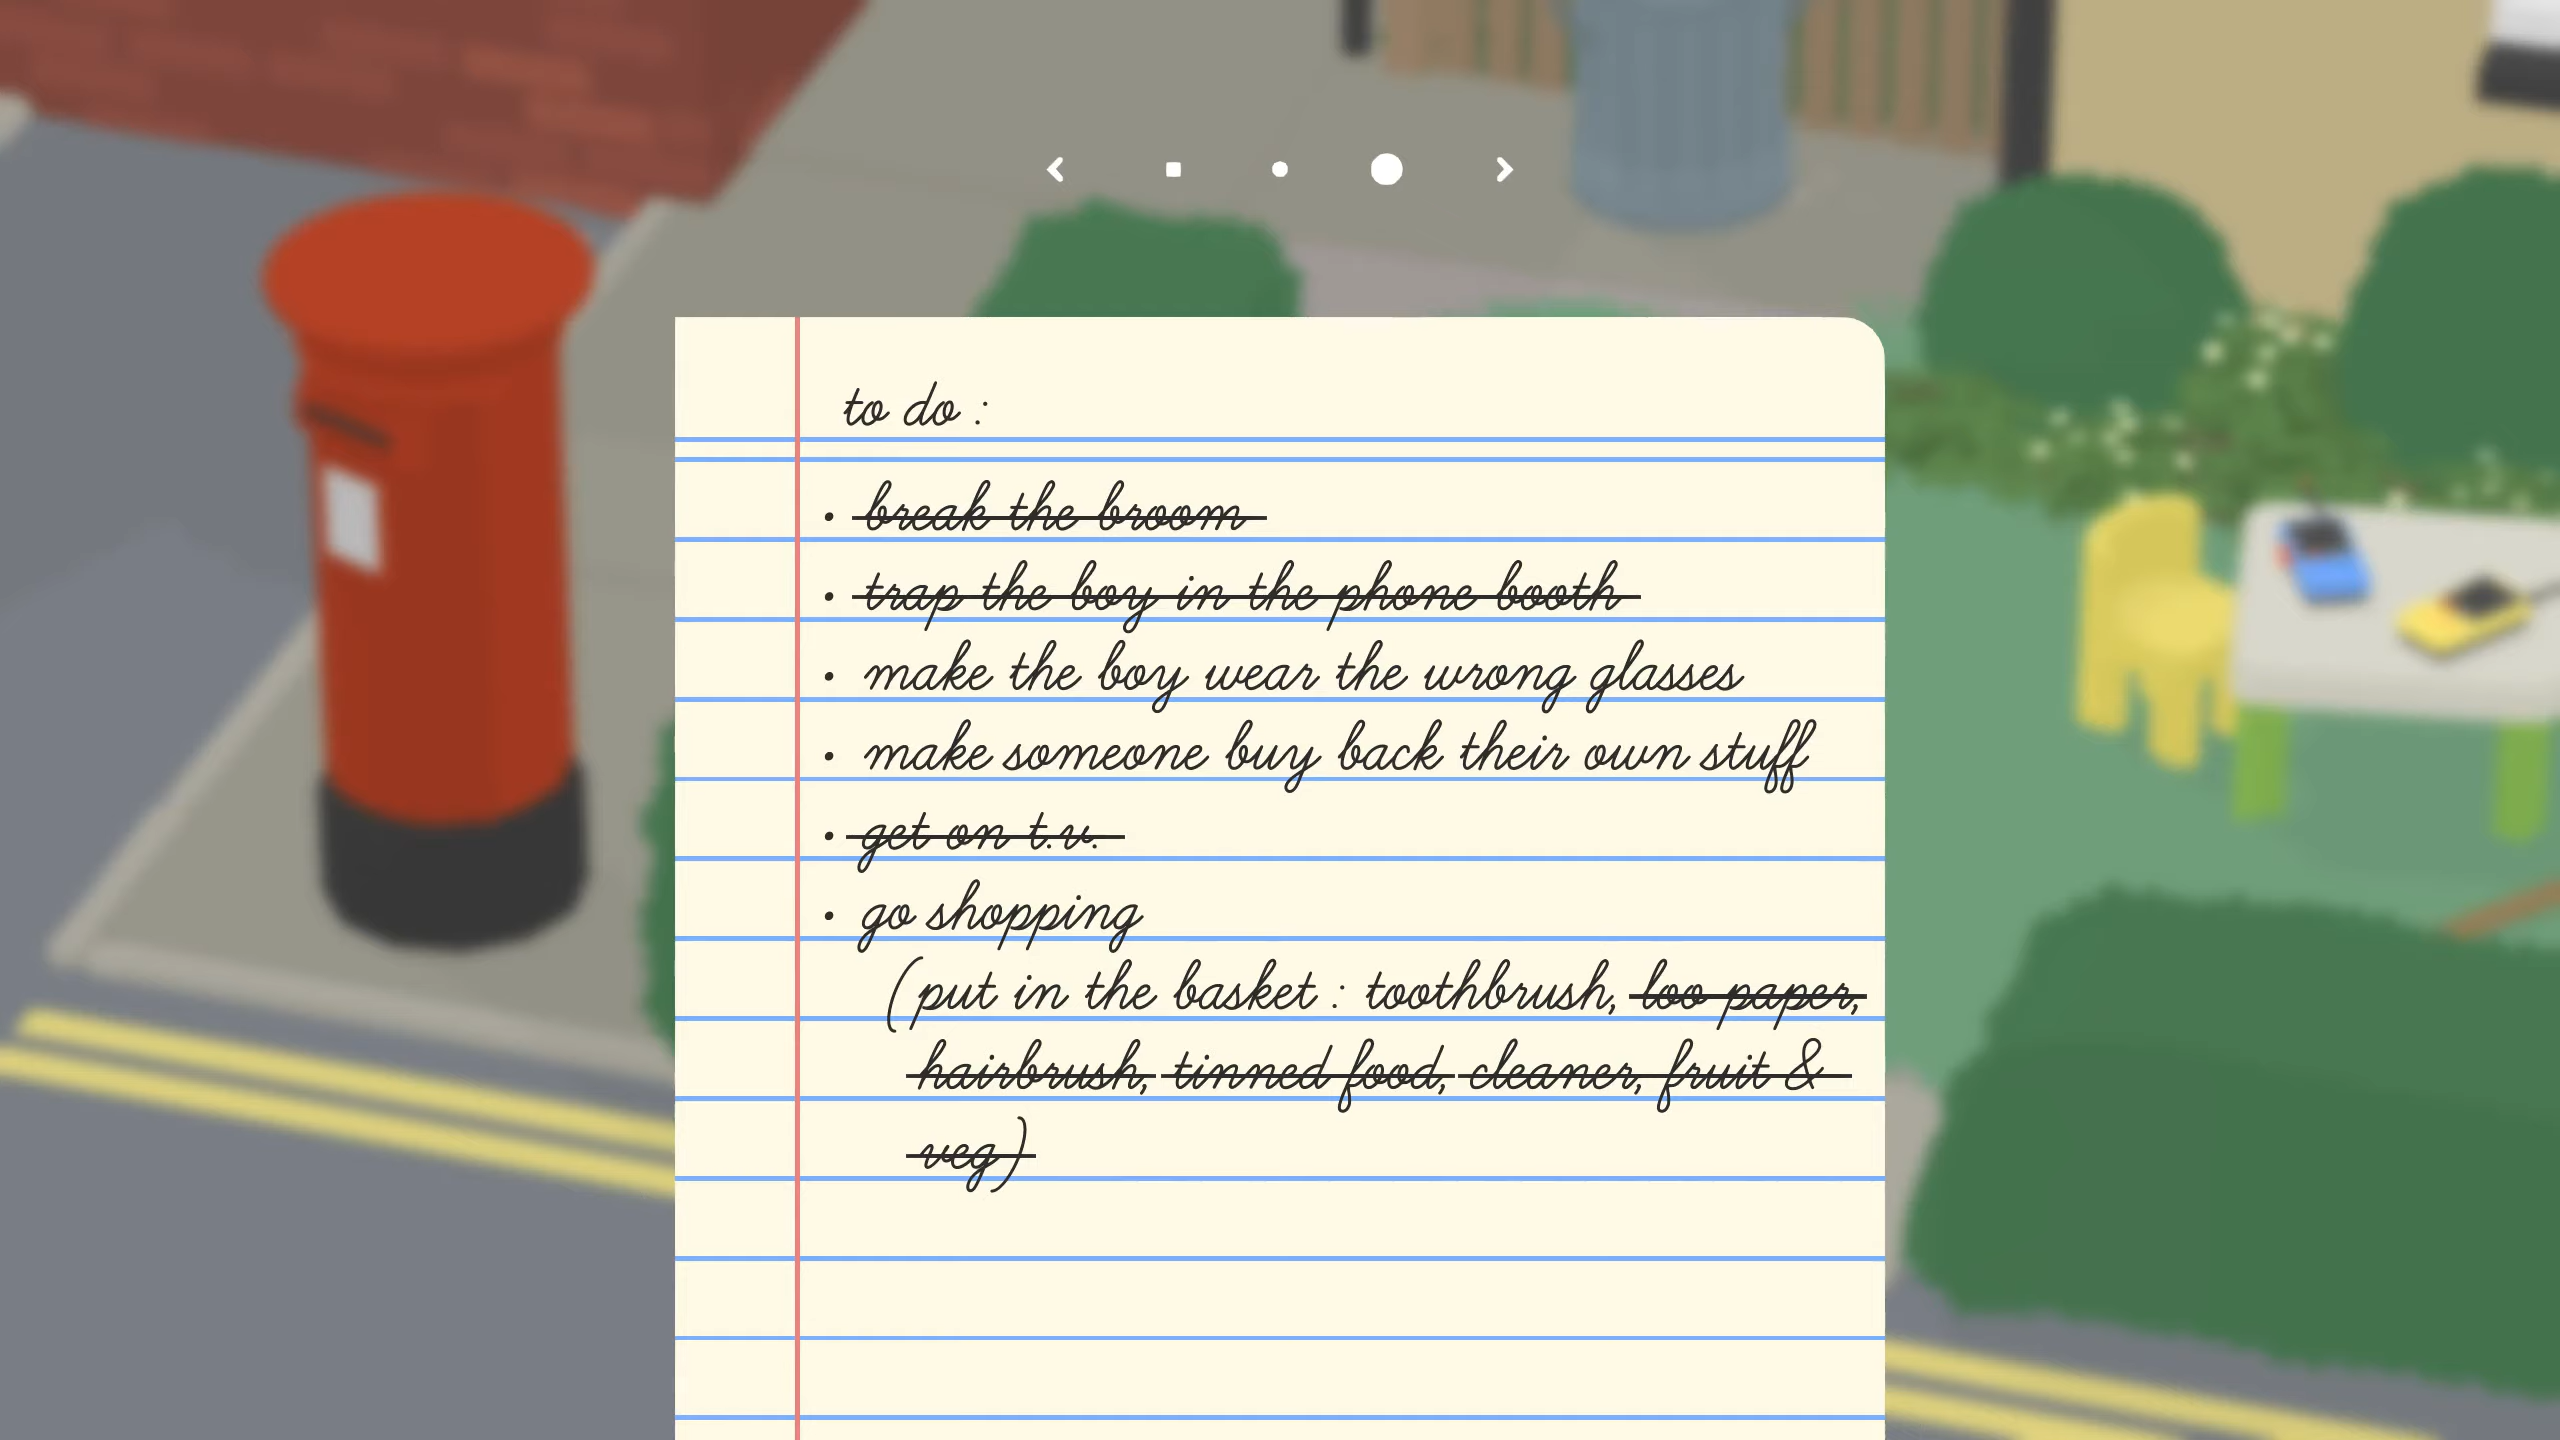 to do :
• break the broom
• trap the boy in the phone booth
• make the boy wear the wrong glasses
• make someone buy back their own stuff
• get on t.v.
• go shopping
(put in the basket : toothbrush, loo paper,
hairbrush, tinned food, cleaner, fruit &
veg)